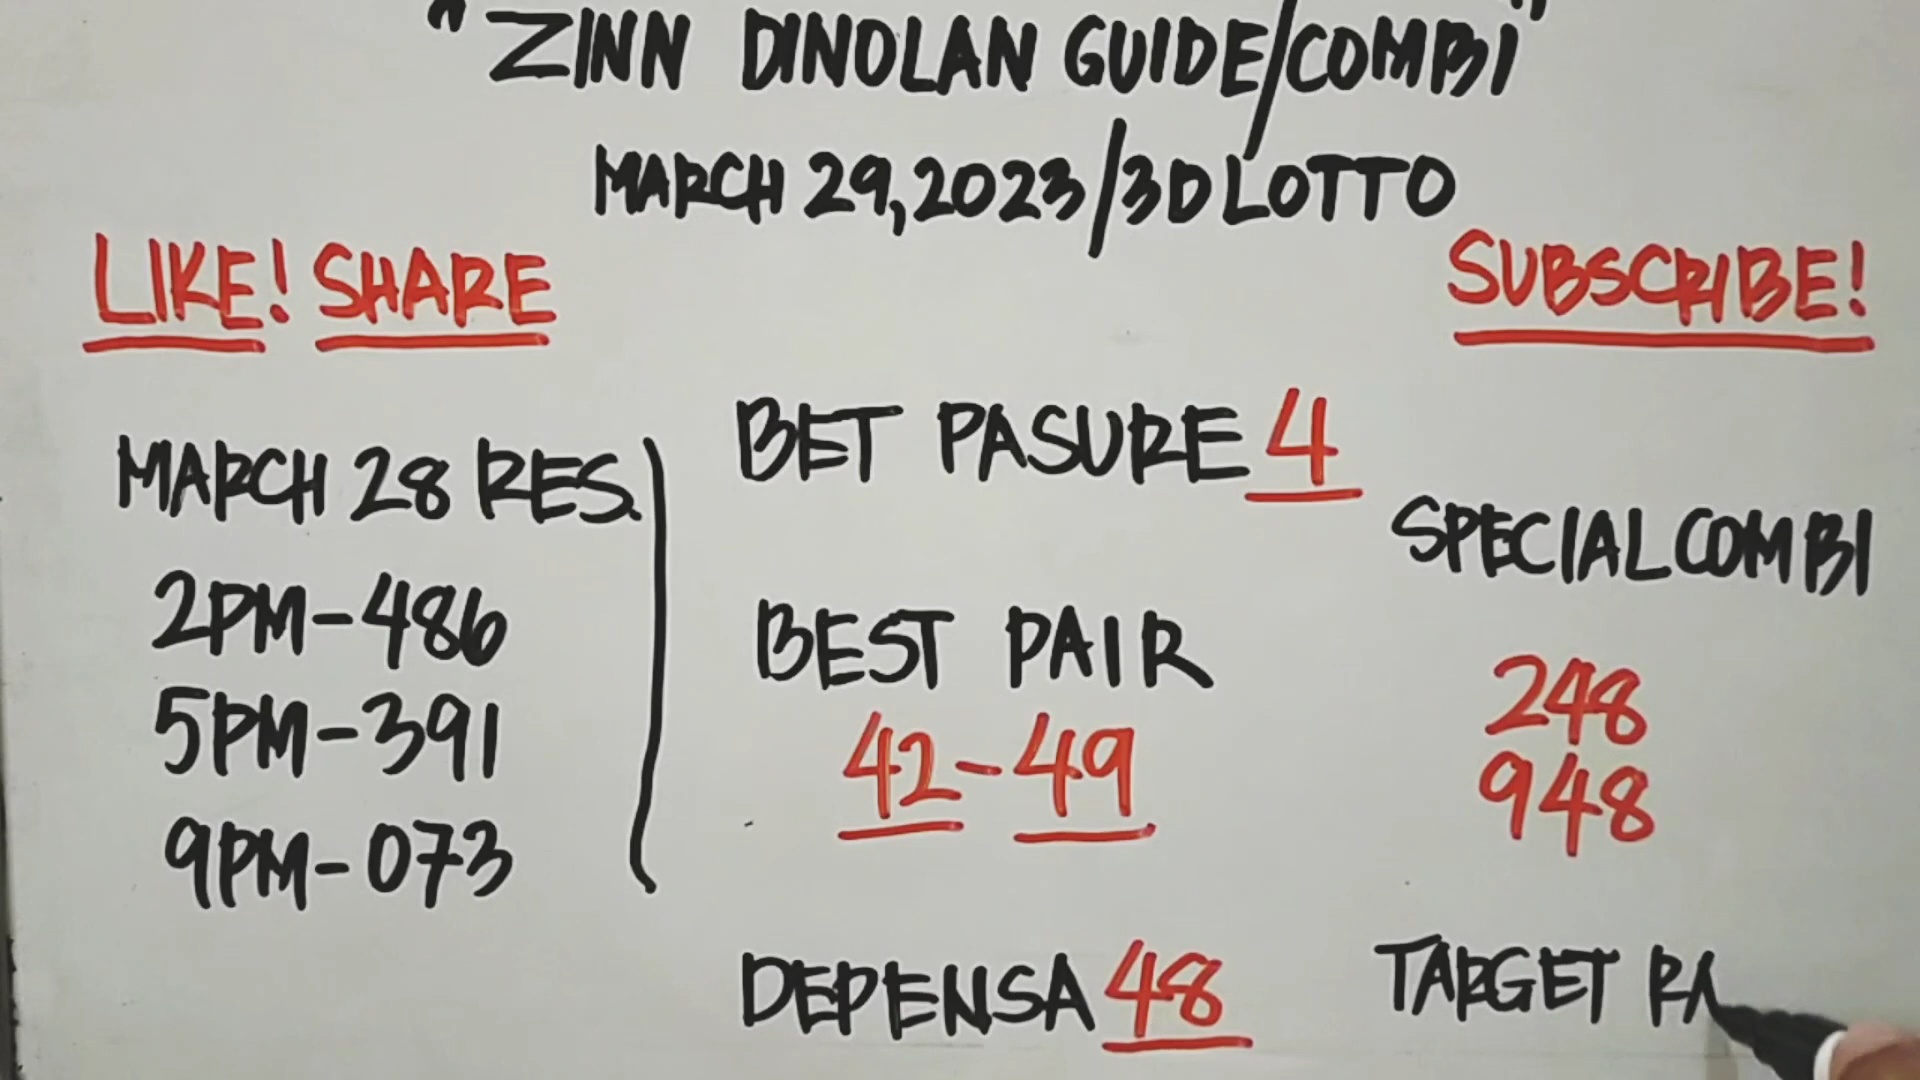 "ZINN DINOLAN GUIDE/COMBI"
MARCH 29,2023/3D LOTTO
LIKE! SHARE
SUBSCRIBE!
MARCH 28 RES.
2PM-486
5PM-391
9PM-073
BET PASURE 4
BEST PAIR
42-49
DEPENSA 48
SPECIAL COMBI
248
948
TARGET RA